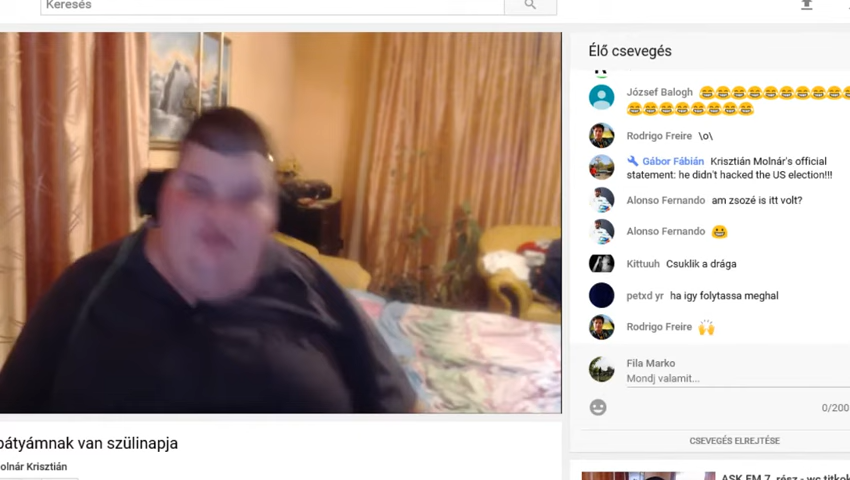 Keresés
Élő csevegés
József Balogh 😂😂😂😂😂😂😂😂😂😂
😂😂😂😂😂😂😂😂
Rodrigo Freire \o\
Gábor Fábián Krisztián Molnár's official
statement: he didn't hacked the US election!!!
Alonso Fernando am zsozé is itt volt?
Alonso Fernando 😀
Kittuuh Csuklik a drága
petxd yr ha igy folytassa meghal
Rodrigo Freire 🙌
Fila Marko
Mondj valamit...
0/200
CSEVEGÉS ELREJTÉSE
bátyámnak van szülinapja
olnár Krisztián
ASK FM 7. rész - wc titkok